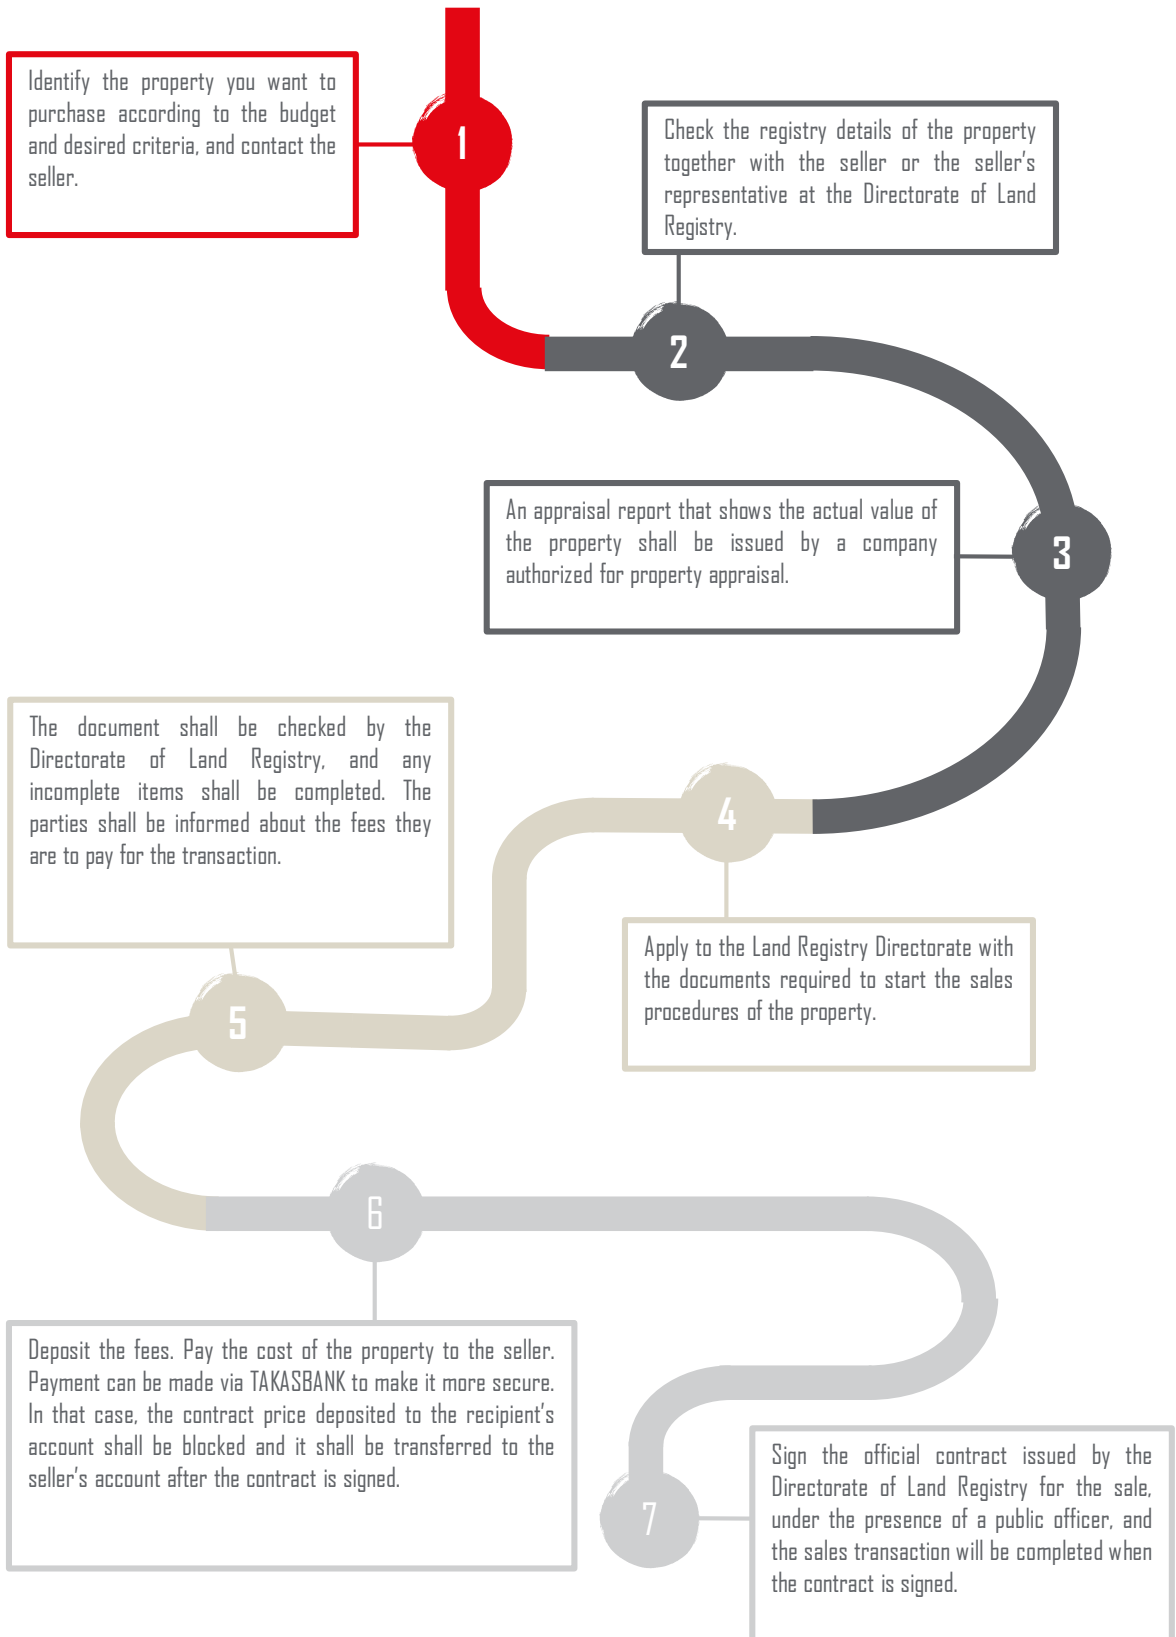 1
Identify the property you want to
purchase according to the budget
and desired criteria, and contact the
seller.
2
Check the registry details of the property
together with the seller or the seller's
representative at the Directorate of Land
Registry.
3
An appraisal report that shows the actual value of
the property shall be issued by a company
authorized for property appraisal.
4
Apply to the Land Registry Directorate with
the documents required to start the sales
procedures of the property.
5
The document shall be checked by the
Directorate of Land Registry, and any
incomplete items shall be completed. The
parties shall be informed about the fees they
are to pay for the transaction.
6
Deposit the fees. Pay the cost of the property to the seller.
Payment can be made via TAKASBANK to make it more secure.
In that case, the contract price deposited to the recipient's
account shall be blocked and it shall be transferred to the
seller's account after the contract is signed.
7
Sign the official contract issued by the
Directorate of Land Registry for the sale,
under the presence of a public officer, and
the sales transaction will be completed when
the contract is signed.